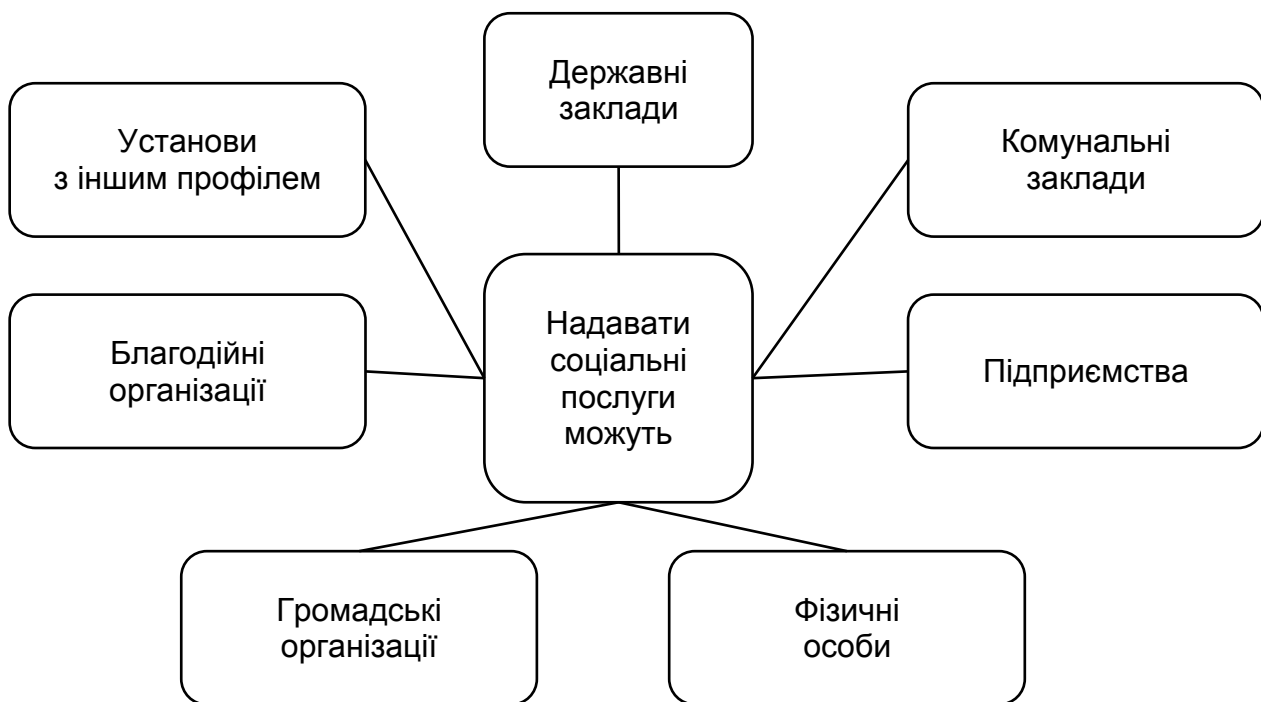 Державні
заклади
Установи
з іншим профілем
Комунальні
заклади
Надавати
соціальні
послуги
можуть
Благодійні
організації
Підприємства
Громадські
організації
Фізичні
особи